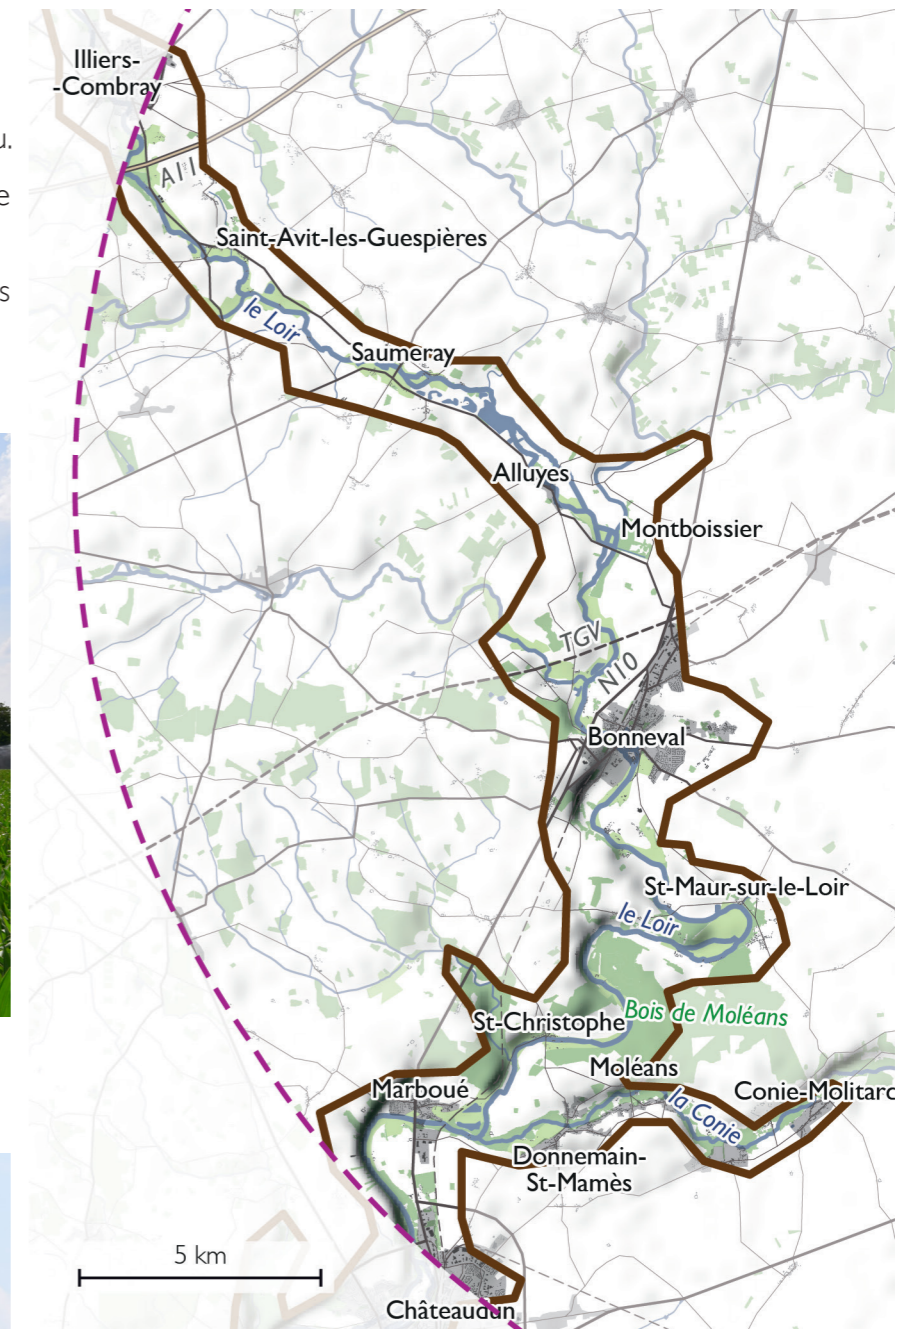 Illiers-
-Combray
u.
A11
e
Saint-Avit-les-Guespières
s
le Loir
Saumeray
Alluyes
Montboissier
TGV
N10
Bonneval
St-Maur-sur-le-Loir
le Loir
Bois de Moléans
St-Christophe
Moléans
Marboué
Conie-Molitard
la Conie
Donnemain-
St-Mamès
5 km
Châteaudun